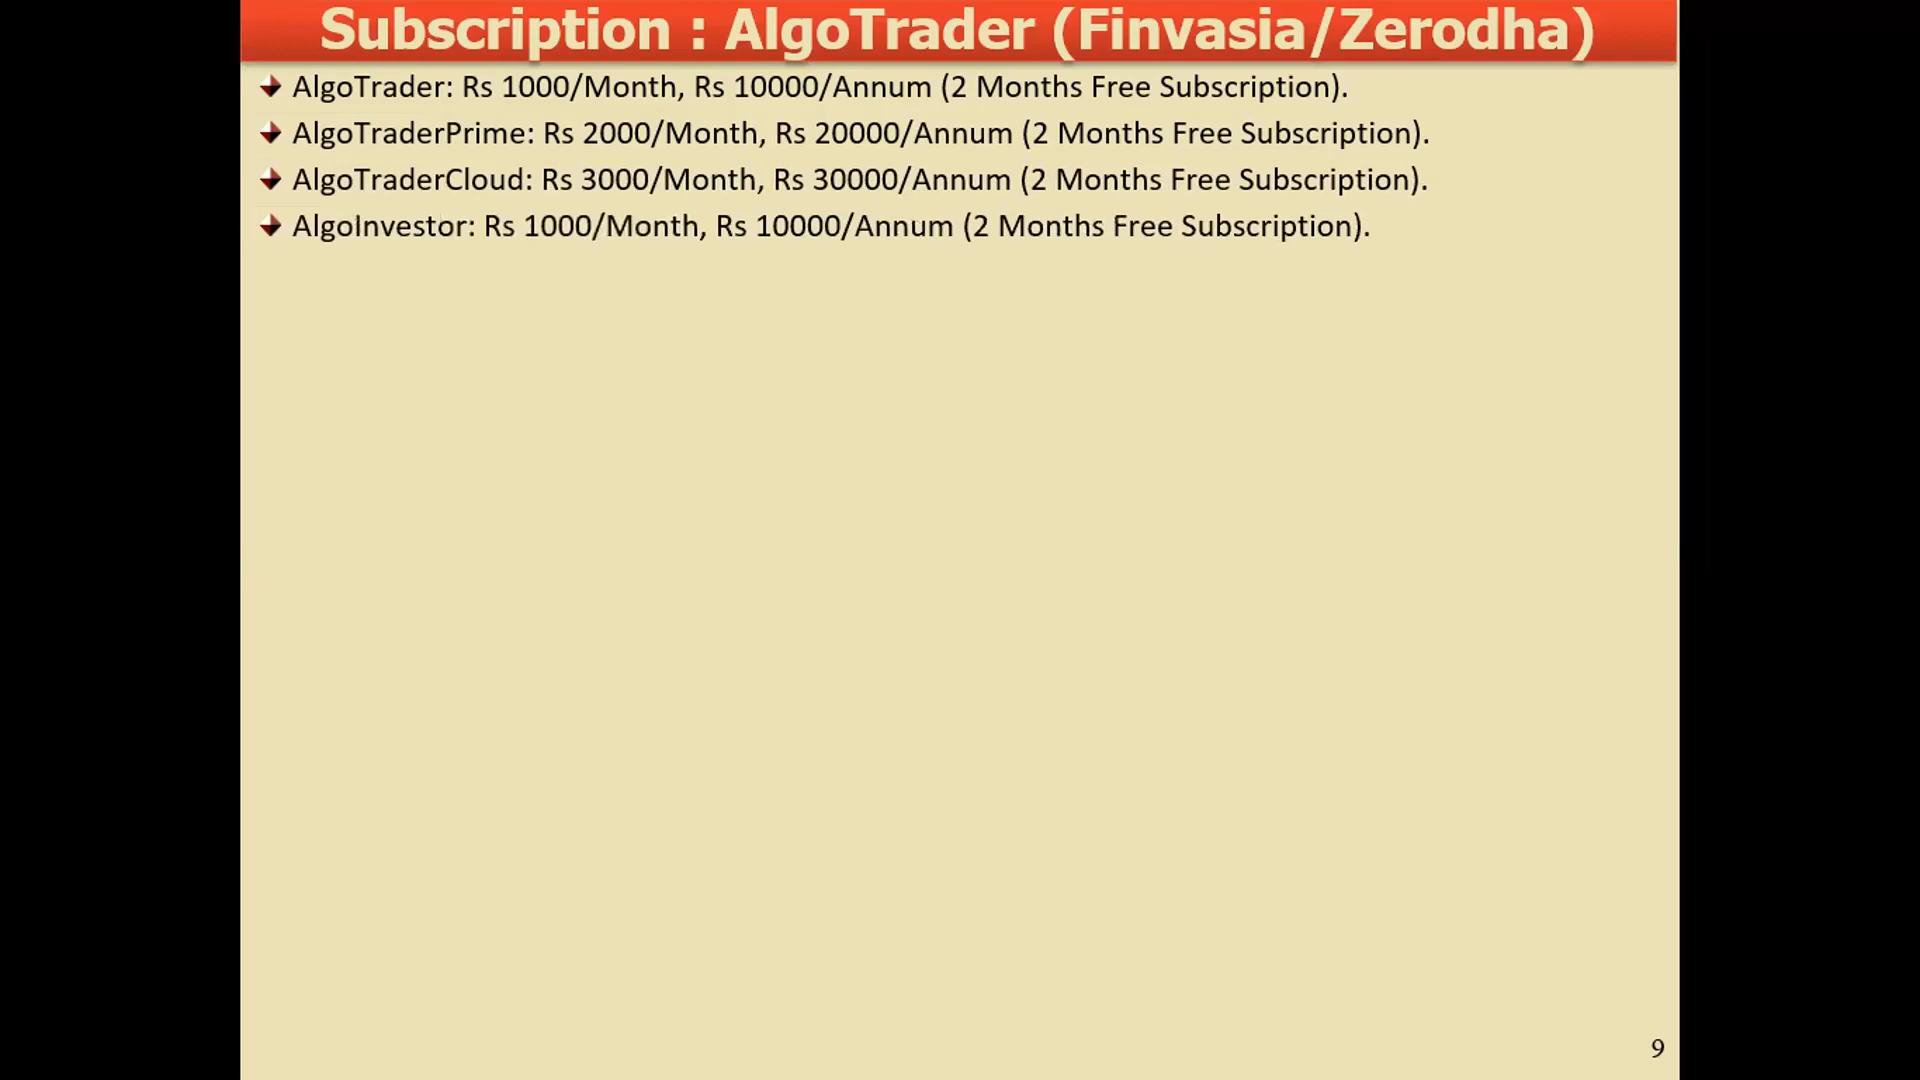 Subscription : AlgoTrader (Finvasia/Zerodha)
AlgoTrader: Rs 1000/Month, Rs 10000/Annum (2 Months Free Subscription).
AlgoTraderPrime: Rs 2000/Month, Rs 20000/Annum (2 Months Free Subscription).
AlgoTraderCloud: Rs 3000/Month, Rs 30000/Annum (2 Months Free Subscription).
AlgoInvestor: Rs 1000/Month, Rs 10000/Annum (2 Months Free Subscription).
9